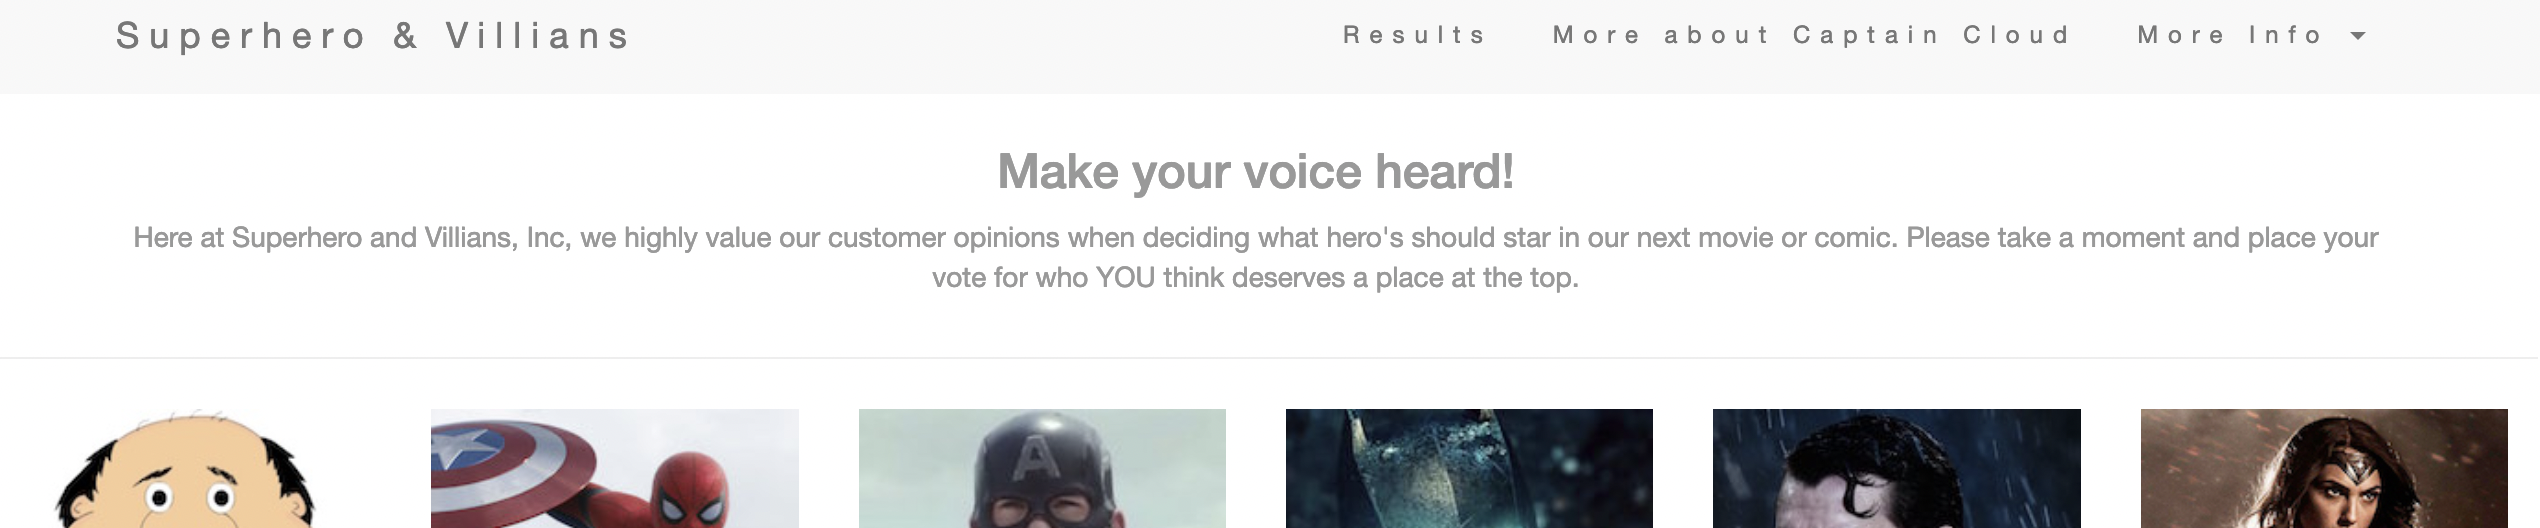 Superhero & Villians
Results
More about Captain Cloud
More Info
Make your voice heard!
Here at Superhero and Villians, Inc, we highly value our customer opinions when deciding what hero's should star in our next movie or comic. Please take a moment and place your
vote for who YOU think deserves a place at the top.
A